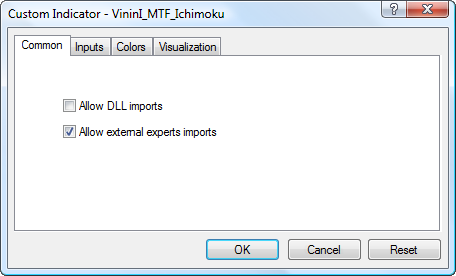 Custom Indicator - VininI_MTF_Ichimoku
Common Inputs Colors Visualization
Allow DLL imports
Allow external experts imports
OK Cancel Reset